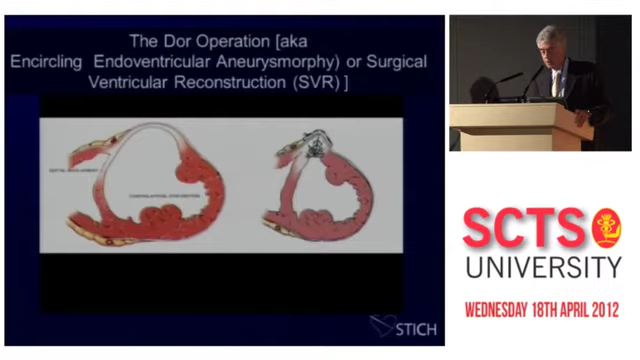 The Dor Operation [aka
Encircling Endoventricular Aneurysmorphy) or Surgical
Ventricular Reconstruction (SVR) ]
STICH
SCTS
UNIVERSITY
WEDNESDAY 18TH APRIL 2012